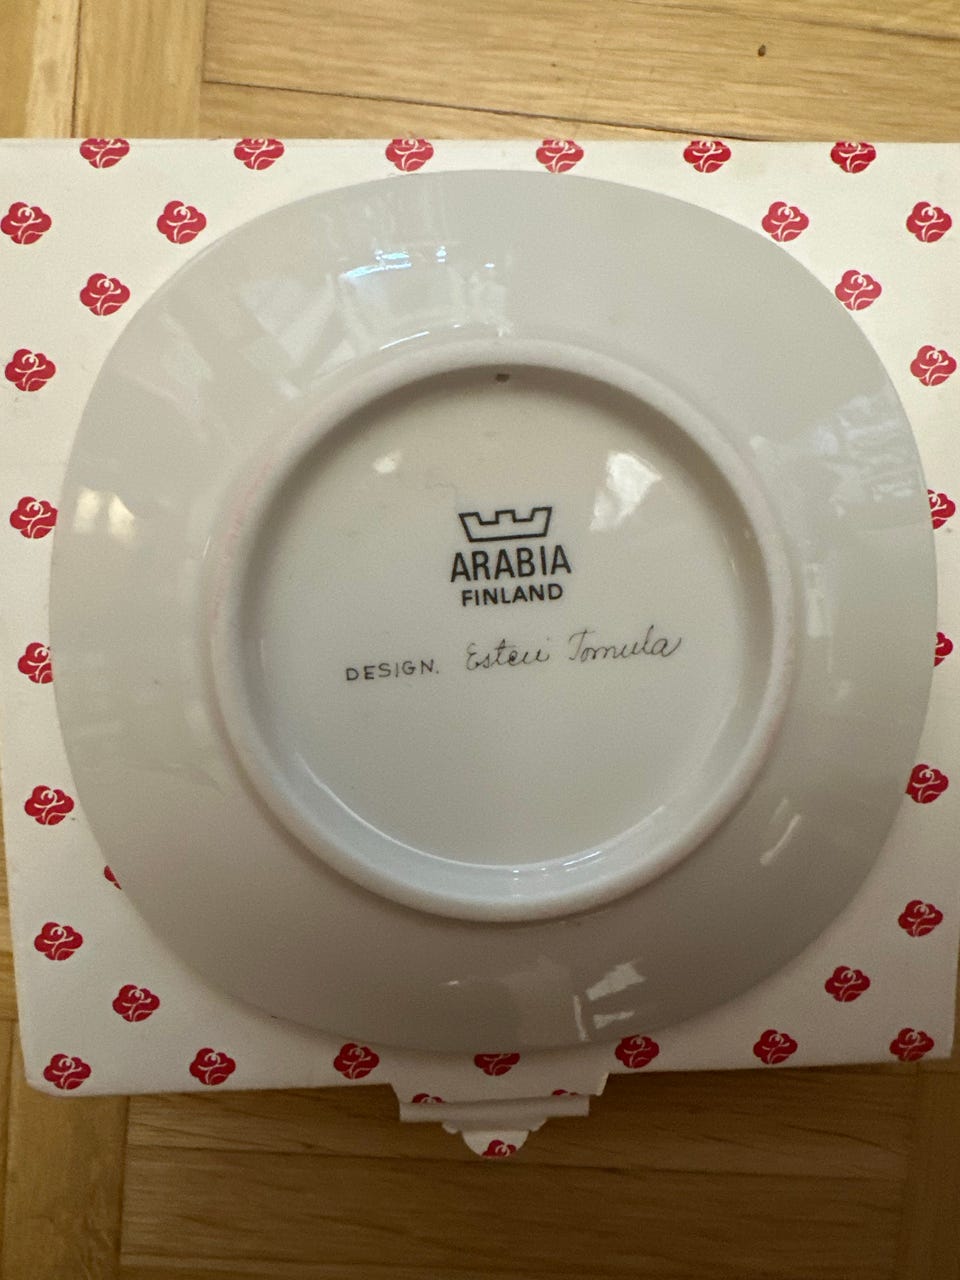 ARABIA
FINLAND
DESIGN. Esteri Tomula